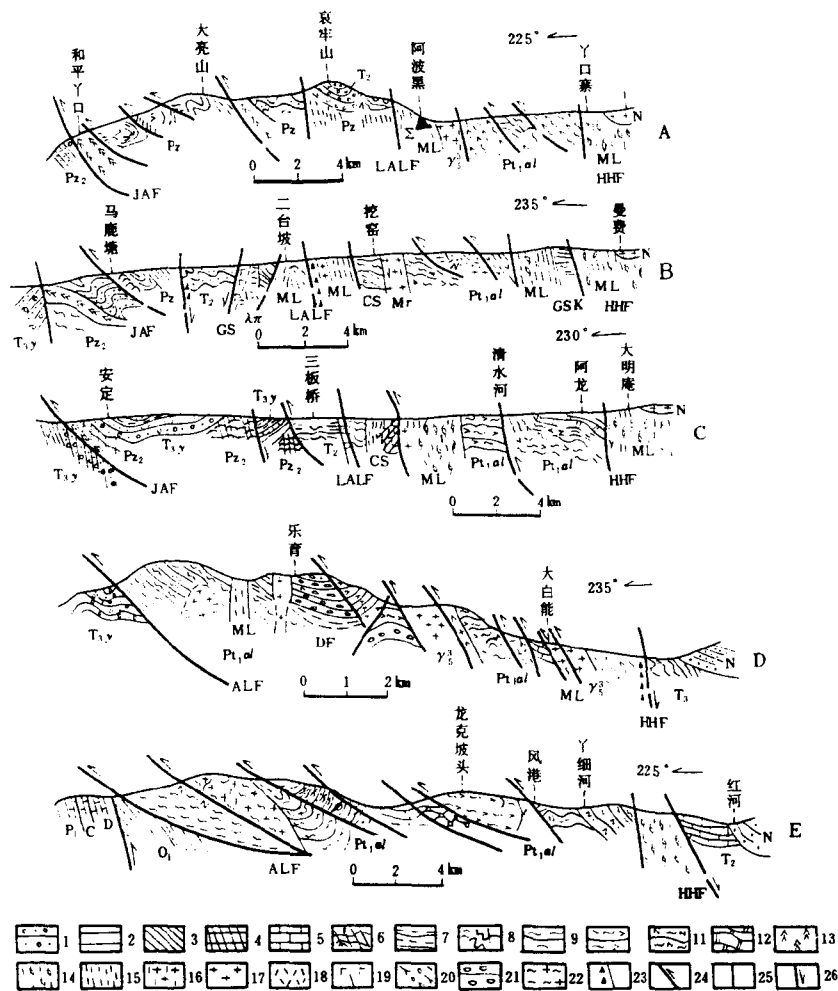 和平丫口
大亮山
哀牢山
阿波黑
丫口寨
225°
T₂
N
A
Pz₂
Pz
Pz
Pz
Σ
ML
γ₅
Pt₁al
ML
HHF
LALF
JAF
0 2 4
km
马鹿塘
二台坡
挖窑
235°
曼费
N
B
T₃y
Pz₂
JAF
Pz
T₂
GS
λπ
ML
LALF
ML
CS
Mr
Pt₁al
ML
GSK
ML
HHF
0 2 4 km
230°
安定
T₃y
三板桥
清水河
阿龙
大明庵
N
C
T₃y
JAF
Pz₂
T₃y
Pz₂
Pz₂
T₂
LALF
CS
ML
Pt₁al
Pt₁al
HHF
ML
0 2 4
km
乐育
大白能
235°
N
D
T₃y
ML
Pt₁al
ALF
DF
γ₅³
Pt₁al
ML
γ₅³
HHF
T₃
0 1 2
km
龙克坡头
风港
丫细河
225°
红河
N
E
P C D
O₁
ALF
Pt₁al
Pt₁al
T₂
HHF
0 2 4
km
1 2 3 4 5 6 7 8 9 11 12 13
14 15 16 17 18 19 20 21 22 23 24 25 26